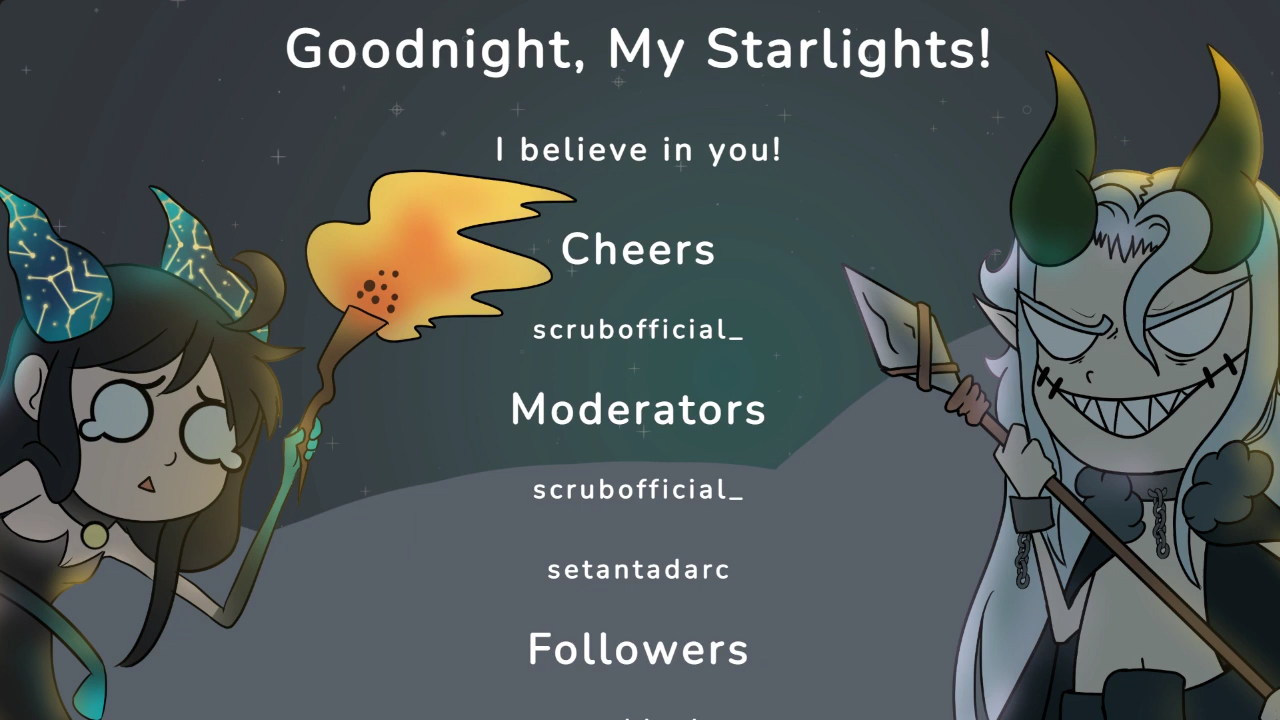 Goodnight, My Starlights!
I believe in you!
Cheers
scrubofficial_
Moderators
scrubofficial_
setantadarc
Followers